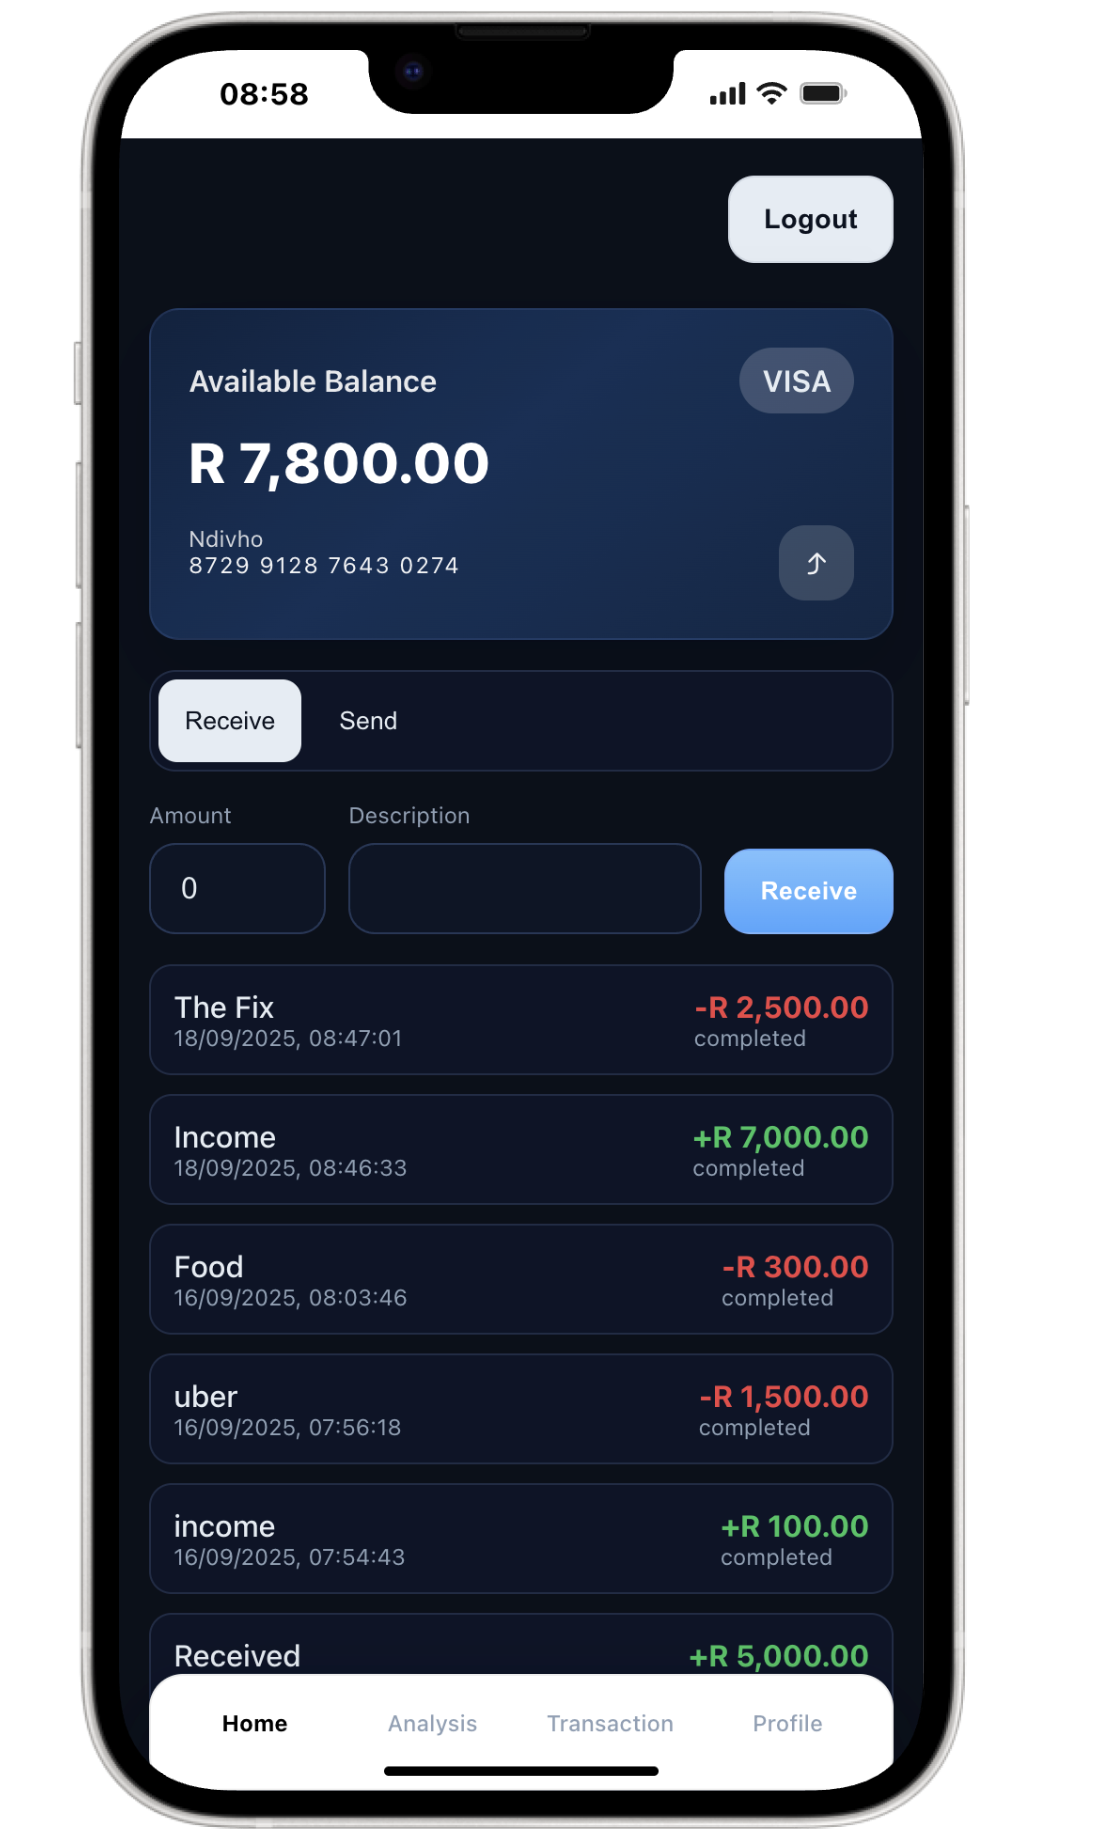 08:58
Logout
Available Balance
VISA
R 7,800.00
Ndivho
8729 9128 7643 0274
Receive
Send
Amount
Description
0
Receive
The Fix
-R 2,500.00
18/09/2025, 08:47:01
completed
Income
+R 7,000.00
18/09/2025, 08:46:33
completed
Food
-R 300.00
16/09/2025, 08:03:46
completed
uber
-R 1,500.00
16/09/2025, 07:56:18
completed
income
+R 100.00
16/09/2025, 07:54:43
completed
Received
+R 5,000.00
Home
Analysis
Transaction
Profile